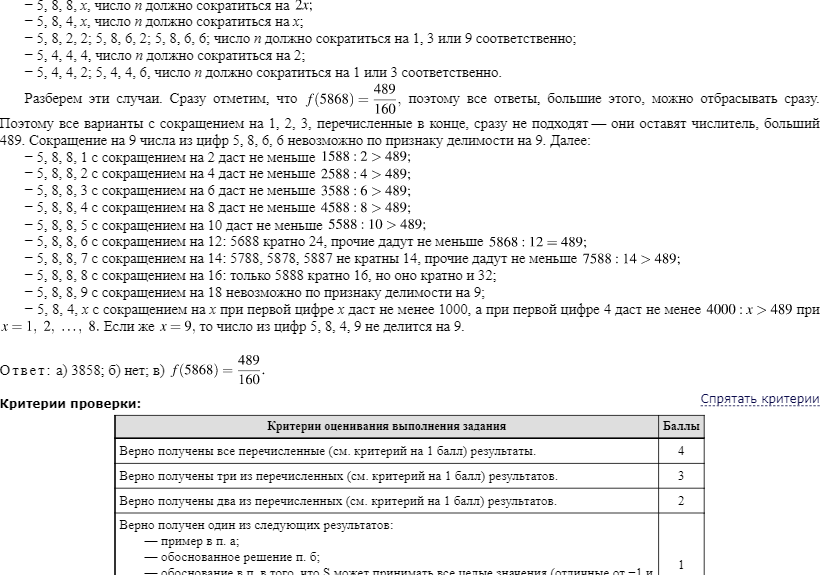 − 5, 8, 8, x, число n должно сократиться на 2x;
− 5, 8, 4, x, число n должно сократиться на x;
− 5, 8, 2, 2; 5, 8, 6, 2; 5, 8, 6, 6; число n должно сократиться на 1, 3 или 9 соответственно;
− 5, 4, 4, 4, число n должно сократиться на 2;
− 5, 4, 4, 2; 5, 4, 4, 6, число n должно сократиться на 1 или 3 соответственно.
Разберем эти случаи. Сразу отметим, что f(5868) = 489/160, поэтому все ответы, большие этого, можно отбрасывать сразу.
Поэтому все варианты с сокращением на 1, 2, 3, перечисленные в конце, сразу не подходят — они оставят числитель, больший
489. Сокращение на 9 числа из цифр 5, 8, 6, 6 невозможно по признаку делимости на 9. Далее:
− 5, 8, 8, 1 с сокращением на 2 даст не меньше 1588 : 2 > 489;
− 5, 8, 8, 2 с сокращением на 4 даст не меньше 2588 : 4 > 489;
− 5, 8, 8, 3 с сокращением на 6 даст не меньше 3588 : 6 > 489;
− 5, 8, 8, 4 с сокращением на 8 даст не меньше 4588 : 8 > 489;
− 5, 8, 8, 5 с сокращением на 10 даст не меньше 5588 : 10 > 489;
− 5, 8, 8, 6 с сокращением на 12: 5688 кратно 24, прочие дадут не меньше 5868 : 12 = 489;
− 5, 8, 8, 7 с сокращением на 14: 5788, 5878, 5887 не кратны 14, прочие дадут не меньше 7588 : 14 > 489;
− 5, 8, 8, 8 с сокращением на 16: только 5888 кратно 16, но оно кратно и 32;
− 5, 8, 8, 9 с сокращением на 18 невозможно по признаку делимости на 9;
− 5, 8, 4, x с сокращением на x при первой цифре x даст не менее 1000, а при первой цифре 4 даст не менее 4000 : x > 489 при
x = 1, 2, …, 8. Если же x = 9, то число из цифр 5, 8, 4, 9 не делится на 9.
Ответ: а) 3858; б) нет; в) f(5868) = 489/160.
Спрятать критерии
Критерии проверки:
Критерии оценивания выполнения задания Баллы
Верно получены все перечисленные (см. критерий на 1 балл) результаты. 4
Верно получены три из перечисленных (см. критерий на 1 балл) результатов. 3
Верно получены два из перечисленных (см. критерий на 1 балл) результатов. 2
Верно получен один из следующих результатов:
— пример в п. а;
— обоснованное решение п. б;
1
— обоснование в п. в того, что S может принимать все целые значения (отличные от −1 и